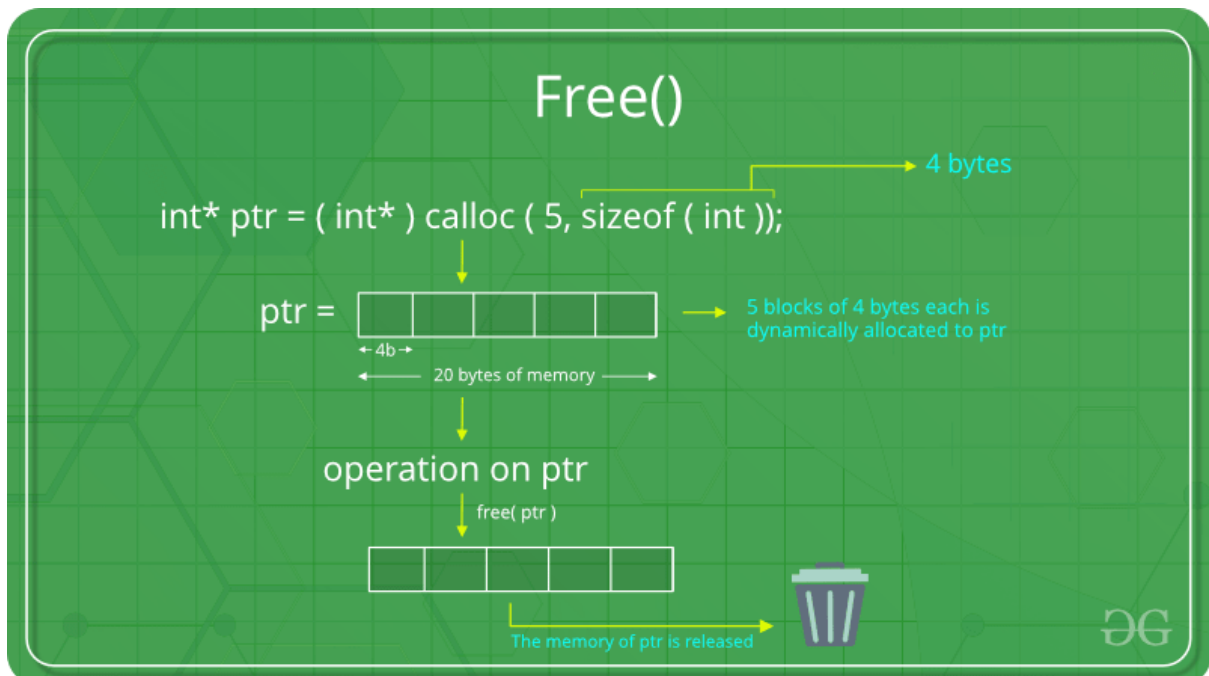 Free()
4 bytes
int* ptr = ( int* ) calloc ( 5, sizeof ( int ));
ptr =
5 blocks of 4 bytes each is
dynamically allocated to ptr
4b
20 bytes of memory
operation on ptr
free( ptr )
The memory of ptr is released